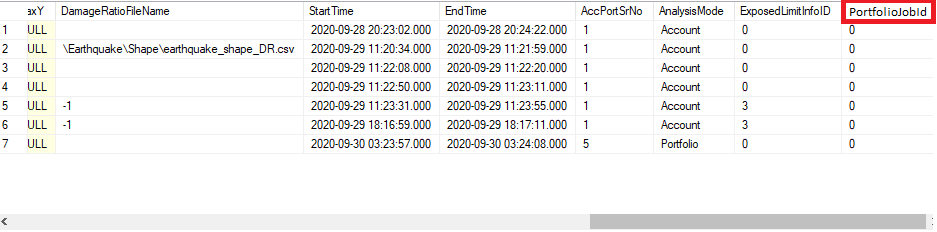 axY DamageRatioFileName StartTime EndTime AccPortSrNo AnalysisMode ExposedLimitInfoID PortfolioJobId
1 ULL 2020-09-28 20:23:02.000 2020-09-28 20:24:22.000 1 Account 0 0
2 ULL \Earthquake\Shape\earthquake_shape_DR.csv 2020-09-29 11:20:34.000 2020-09-29 11:21:59.000 1 Account 0 0
3 ULL 2020-09-29 11:22:08.000 2020-09-29 11:22:20.000 1 Account 0 0
4 ULL 2020-09-29 11:22:50.000 2020-09-29 11:23:11.000 1 Account 0 0
5 ULL -1 2020-09-29 11:23:31.000 2020-09-29 11:23:55.000 1 Account 3 0
6 ULL -1 2020-09-29 18:16:59.000 2020-09-29 18:17:11.000 1 Account 3 0
7 ULL 2020-09-30 03:23:57.000 2020-09-30 03:24:08.000 5 Portfolio 0 0